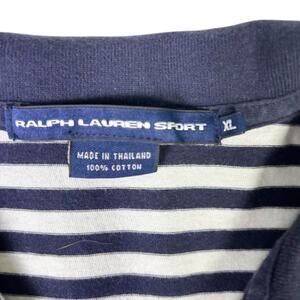 RALPH LAUREN SPORT XL
MADE IN THAILAND
100% COTTON